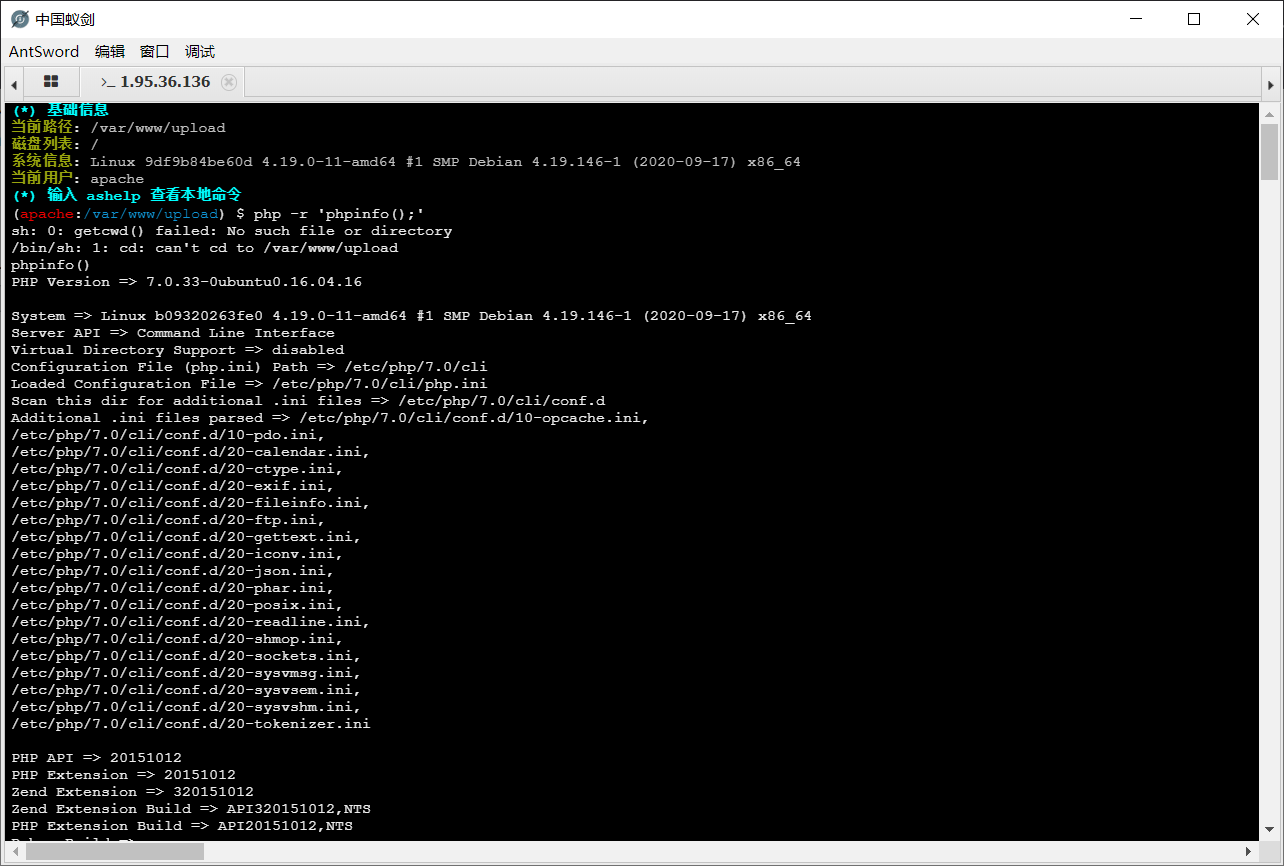 中国蚁剑
AntSword 编辑 窗口 调试
>_ 1.95.36.136
(*) 基础信息
当前路径: /var/www/upload
磁盘列表: /
系统信息: Linux 9df9b84be60d 4.19.0-11-amd64 #1 SMP Debian 4.19.146-1 (2020-09-17) x86_64
当前用户: apache
(*) 输入 ashelp 查看本地命令
(apache:/var/www/upload) $ php -r 'phpinfo();'
sh: 0: getcwd() failed: No such file or directory
/bin/sh: 1: cd: can't cd to /var/www/upload
phpinfo()
PHP Version => 7.0.33-0ubuntu0.16.04.16
System => Linux b09320263fe0 4.19.0-11-amd64 #1 SMP Debian 4.19.146-1 (2020-09-17) x86_64
Server API => Command Line Interface
Virtual Directory Support => disabled
Configuration File (php.ini) Path => /etc/php/7.0/cli
Loaded Configuration File => /etc/php/7.0/cli/php.ini
Scan this dir for additional .ini files => /etc/php/7.0/cli/conf.d
Additional .ini files parsed => /etc/php/7.0/cli/conf.d/10-opcache.ini,
/etc/php/7.0/cli/conf.d/10-pdo.ini,
/etc/php/7.0/cli/conf.d/20-calendar.ini,
/etc/php/7.0/cli/conf.d/20-ctype.ini,
/etc/php/7.0/cli/conf.d/20-exif.ini,
/etc/php/7.0/cli/conf.d/20-fileinfo.ini,
/etc/php/7.0/cli/conf.d/20-ftp.ini,
/etc/php/7.0/cli/conf.d/20-gettext.ini,
/etc/php/7.0/cli/conf.d/20-iconv.ini,
/etc/php/7.0/cli/conf.d/20-json.ini,
/etc/php/7.0/cli/conf.d/20-phar.ini,
/etc/php/7.0/cli/conf.d/20-posix.ini,
/etc/php/7.0/cli/conf.d/20-readline.ini,
/etc/php/7.0/cli/conf.d/20-shmop.ini,
/etc/php/7.0/cli/conf.d/20-sockets.ini,
/etc/php/7.0/cli/conf.d/20-sysvmsg.ini,
/etc/php/7.0/cli/conf.d/20-sysvsem.ini,
/etc/php/7.0/cli/conf.d/20-sysvshm.ini,
/etc/php/7.0/cli/conf.d/20-tokenizer.ini
PHP API => 20151012
PHP Extension => 20151012
Zend Extension => 320151012
Zend Extension Build => API320151012,NTS
PHP Extension Build => API20151012,NTS